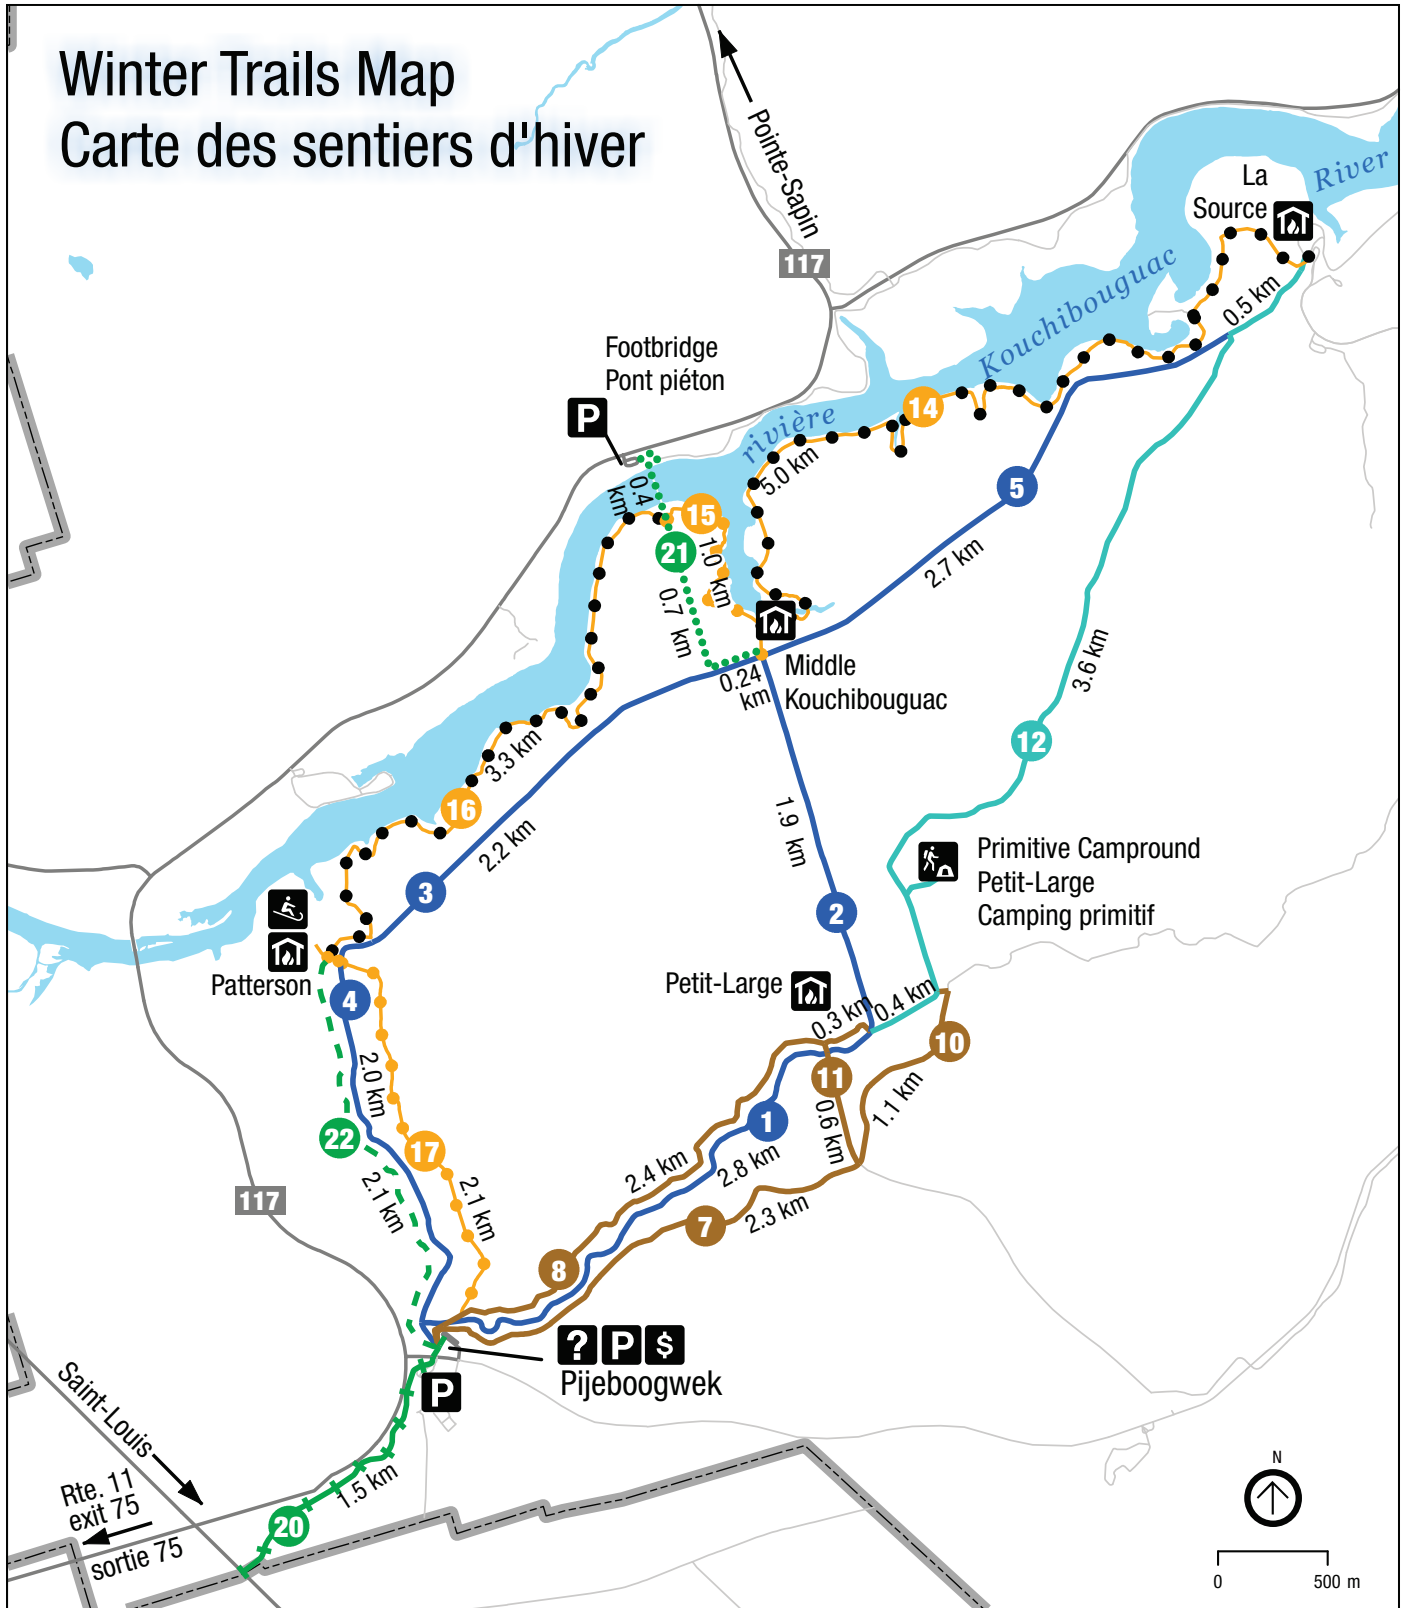 Winter Trails Map
Carte des sentiers d'hiver
Pointe-Sapin
117
La
Source
River
Kouchibouguac
rivière
0.5 km
Footbridge
Pont piéton
P
14
5.0 km
0.4
km
15
21
1.0 km
0.7 km
5
2.7 km
0.24
km
Middle
Kouchibouguac
3.6 km
12
3.3 km
16
2.2 km
3
1.9 km
2
Primitive Campround
Petit-Large
Camping primitif
Patterson
4
Petit-Large
0.3 km
0.4 km
10
11
1.1 km
0.6 km
1
2.0 km
22
17
2.1 km
2.1 km
2.4 km
2.8 km
7
2.3 km
8
117
? P $
Pijeboogwek
P
Saint-Louis
Rte. 11
exit 75
sortie 75
1.5 km
20
N
0 500 m